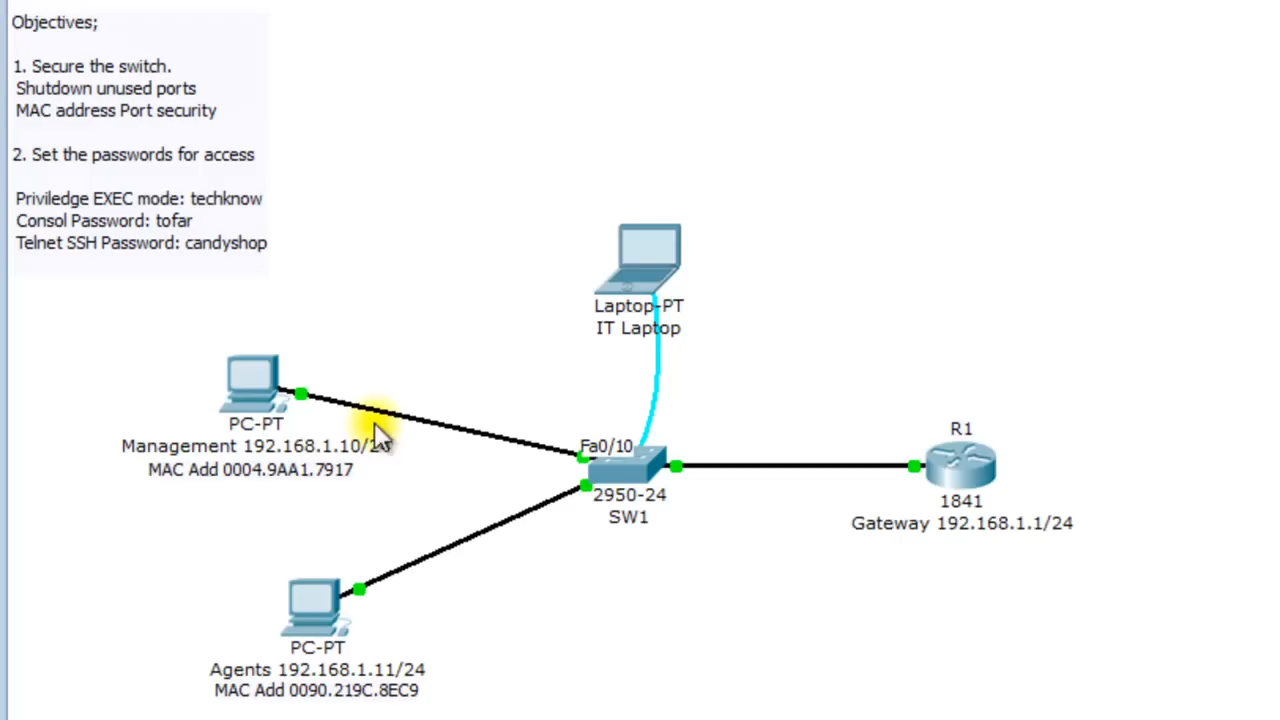 Objectives;
1. Secure the switch.
Shutdown unused ports
MAC address Port security
2. Set the passwords for access
Priviledge EXEC mode: techknow
Consol Password: tofar
Telnet SSH Password: candyshop
Laptop-PT
IT Laptop
PC-PT
Management 192.168.1.10/
MAC Add 0004.9AA1.7917
Fa0/10
2950-24
SW1
R1
1841
Gateway 192.168.1.1/24
PC-PT
Agents 192.168.1.11/24
MAC Add 0090.219C.8EC9